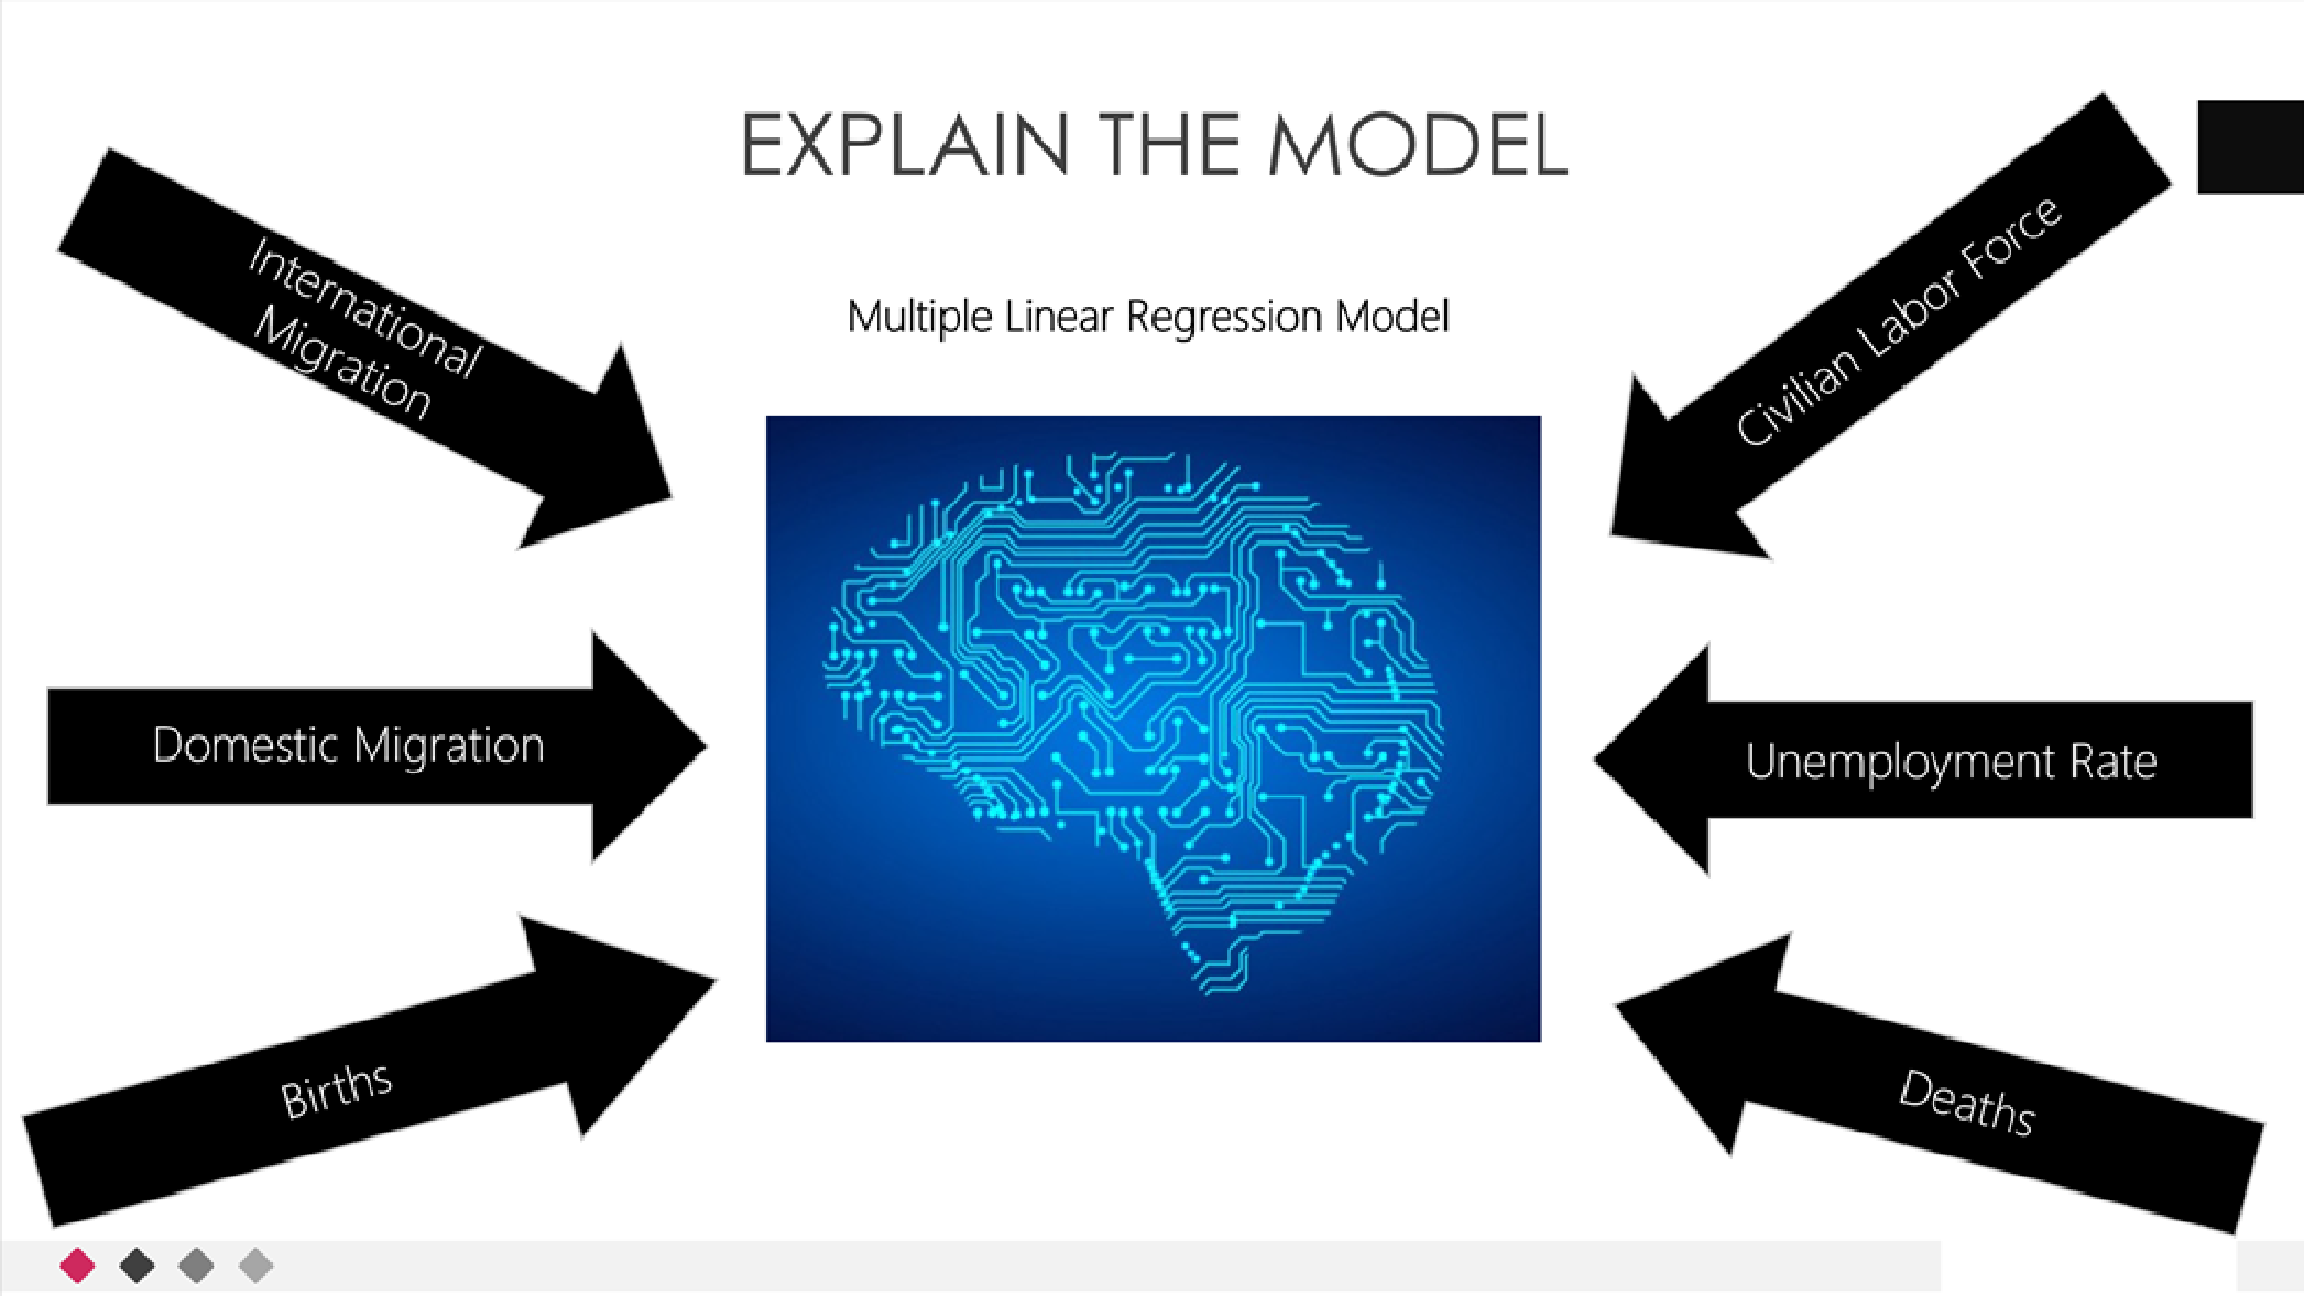 EXPLAIN THE MODEL
Multiple Linear Regression Model
International
Migration
Domestic Migration
Births
Civilian Labor Force
Unemployment Rate
Deaths